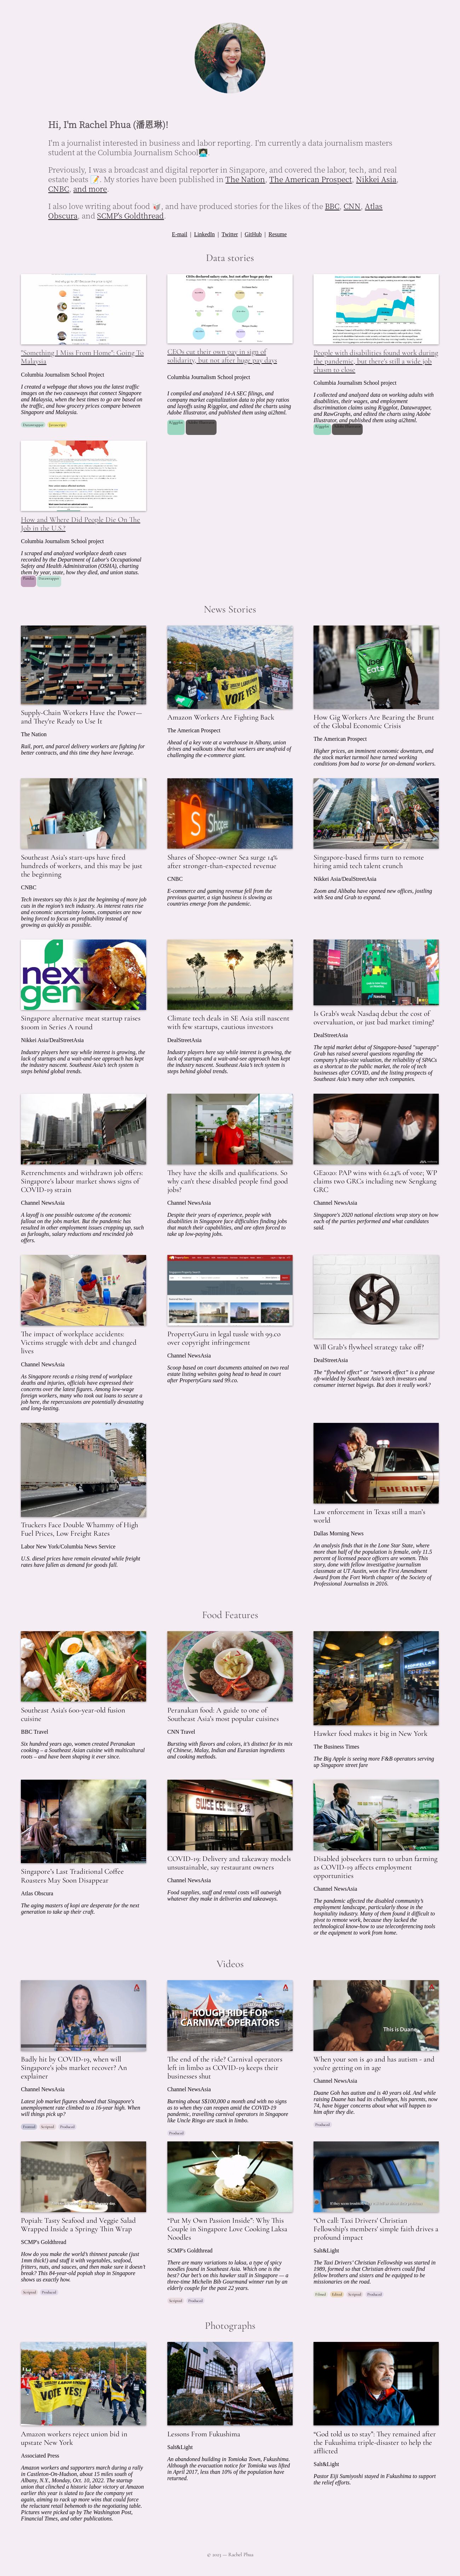 Hi, I'm Rachel Phua (潘恩琳)!
I'm a journalist interested in business and labor reporting. I'm currently a data journalism masters
student at the Columbia Journalism School👩🏻‍💻.
Previously, I was a broadcast and digital reporter in Singapore, and covered the labor, tech, and real
estate beats 📝. My stories have been published in The Nation, The American Prospect, Nikkei Asia,
CNBC, and more.
I also love writing about food 🥡, and have produced stories for the likes of the BBC, CNN, Atlas
Obscura, and SCMP's Goldthread.
E-mail | LinkedIn | Twitter | GitHub | Resume
Data stories
"Something I Miss From Home": Going To
Malaysia
Columbia Journalism School Project
I created a webpage that compares the latest traffic
images on the two causeways that connect Singapore
and Malaysia, when the best times to go are based on
the traffic, and how grocery prices compare between
Singapore and Malaysia.
Datawrapper Javascript
CEOs declared salaries enter, not other huge pay days
CEOs cut their own pay in sign of
solidarity, but not after huge pay days
Columbia Journalism School project
I compiled and analyzed 14-A SEC filings, and
company market capitalization data to plot pay ratios
and layoffs using R/ggplot, and edited the charts using
Adobe Illustrator, and published them using ai2html.
R/ggplot
People with disabilities found work during
the pandemic, but there's still a wide job
chasm to close
Columbia Journalism School project
I collected and analyzed data on working adults with
disabilities, their wages, and employment
discrimination claims using R/ggplot, Datawrapper,
and RawGraphs, and edited the charts using Adobe
Illustrator, and published them using ai2html.
R/ggplot
How and Where Did People Die On The
Job in the U.S.?
Columbia Journalism School project
I scraped and analyzed workplace death cases
recorded by the Department of Labor's Occupational
Safety and Health Administration (OSHA), charting
them by year, state, how they died, and union status.
Pandas Datawrapper
News Stories
Supply-Chain Workers Have the Power—
and They're Ready to Use It
The Nation
Rail, port, and parcel delivery workers are fighting for
better contracts, and this time they have leverage.
VOTE YES!
Amazon Workers Are Fighting Back
The American Prospect
Ahead of a key vote at a warehouse in Albany, union
drives and walkouts show that workers are unafraid of
challenging the e-commerce giant.
Uber
Eats
How Gig Workers Are Bearing the Brunt
of the Global Economic Crisis
The American Prospect
Higher prices, an imminent economic downturn, and
the stock market turmoil have turned working
conditions from bad to worse for on-demand workers.
Southeast Asia's start-ups have fired
hundreds of workers, and this may be just
the beginning
CNBC
Tech investors say this is just the beginning of more job
cuts in the region's tech industry. As interest rates rise
and economic uncertainty looms, companies are now
being forced to focus on profitability instead of
growing as quickly as possible.
Shopee
Shares of Shopee-owner Sea surge 14%
after stronger-than-expected revenue
CNBC
E-commerce and gaming revenue fell from the
previous quarter, a sign business is slowing as
countries emerge from the pandemic.
Singapore-based firms turn to remote
hiring amid tech talent crunch
Nikkei Asia/DealStreetAsia
Zoom and Alibaba have opened new offices, jostling
with Sea and Grab to expand.
next
gen
Singapore alternative meat startup raises
$100m in Series A round
Nikkei Asia/DealStreetAsia
Industry players here say while interest is growing, the
lack of startups and a wait-and-see approach has kept
the industry nascent. Southeast Asia's tech system is
steps behind global trends.
Climate tech deals in SE Asia still nascent
with few startups, cautious investors
DealStreetAsia
Industry players here say while interest is growing, the
lack of startups and a wait-and-see approach has kept
the industry nascent. Southeast Asia's tech system is
steps behind global trends.
Is Grab's weak Nasdaq debut the cost of
overvaluation, or just bad market timing?
DealStreetAsia
The tepid market debut of Singapore-based "superapp"
Grab has raised several questions regarding the
company's plus-size valuation, the reliability of SPACs
as a shortcut to the public market, the role of tech
businesses after COVID, and the listing prospects of
Southeast Asia's many other tech companies.
Retrenchments and withdrawn job offers:
Singapore's labour market shows signs of
COVID-19 strain
Channel NewsAsia
A layoff is one possible outcome of the economic
fallout on the jobs market. But the pandemic has
resulted in other employment troubles cropping up, such
as furloughs, salary reductions and rescinded job
offers.
They have the skills and qualifications. So
why can't these disabled people find good
jobs?
Channel NewsAsia
Despite their years of experience, people with
disabilities in Singapore face difficulties finding jobs
that match their capabilities, and are often forced to
take up low-paying jobs.
GE2020: PAP wins with 61.24% of vote; WP
claims two GRCs including new Sengkang
GRC
Channel NewsAsia
Singapore's 2020 national elections wrap story on how
each of the parties performed and what candidates
said.
The impact of workplace accidents:
Victims struggle with debt and changed
lives
Channel NewsAsia
As Singapore records a rising trend of workplace
deaths and injuries, officials have expressed their
concerns over the latest figures. Among low-wage
foreign workers, many who took out loans to secure a
job here, the repercussions are potentially devastating
and long-lasting.
PropertyGuru in legal tussle with 99.co
over copyright infringement
Channel NewsAsia
Scoop based on court documents attained on two real
estate listing websites going head to head in court
after PropertyGuru sued 99.co.
Will Grab's flywheel strategy take off?
DealStreetAsia
The "flywheel effect" or "network effect" is a phrase
oft-wielded by Southeast Asia's tech investors and
consumer internet bigwigs. But does it really work?
Truckers Face Double Whammy of High
Fuel Prices, Low Freight Rates
Labor New York/Columbia News Service
U.S. diesel prices have remain elevated while freight
rates have fallen as demand for goods fall.
SHERIFF
Law enforcement in Texas still a man's
world
Dallas Morning News
An analysis finds that in the Lone Star State, where
more than half of the population is female, only 11.5
percent of licensed peace officers are women. This
story, done with fellow investigative journalism
classmate at UT Austin, won the First Amendment
Award from the Fort Worth chapter of the Society of
Professional Journalists in 2016.
Food Features
Southeast Asia's 600-year-old fusion
cuisine
BBC Travel
Six hundred years ago, women created Peranakan
cooking – a Southeast Asian cuisine with multicultural
roots – and have been shaping it ever since.
Peranakan food: A guide to one of
Southeast Asia's most popular cuisines
CNN Travel
Bursting with flavors and colors, it's distinct for its mix
of Chinese, Malay, Indian and Eurasian ingredients
and cooking methods.
Hawker food makes it big in New York
The Business Times
The Big Apple is seeing more F&B operators serving
up Singapore street fare
Singapore's Last Traditional Coffee
Roasters May Soon Disappear
Atlas Obscura
The aging masters of kopi are desperate for the next
generation to take up their craft.
COVID-19: Delivery and takeaway models
unsustainable, say restaurant owners
Channel NewsAsia
Food supplies, staff and rental costs will outweigh
whatever they make in deliveries and takeaways.
Disabled jobseekers turn to urban farming
as COVID-19 affects employment
opportunities
Channel NewsAsia
The pandemic affected the disabled community's
employment landscape, particularly those in the
hospitality industry. Many of them found it difficult to
pivot to remote work, because they lacked the
technological know-how to use teleconferencing tools
or the equipment to work from home.
Videos
Badly hit by COVID-19, when will
Singapore's jobs market recover? An
explainer
Channel NewsAsia
Latest job market figures showed that Singapore's
unemployment rate climbed to a 16-year high. When
will things pick up?
Fronted Scripted Produced
ROUGH RIDE FOR
CARNIVAL OPERATORS
The end of the ride? Carnival operators
left in limbo as COVID-19 keeps their
businesses shut
Channel NewsAsia
Burning about S$100,000 a month and with no signs
as to when they can reopen amid the COVID-19
pandemic, travelling carnival operators in Singapore
like Uncle Ringo are stuck in limbo.
Produced
This is Duane
When your son is 40 and has autism - and
you're getting on in age
Channel NewsAsia
Duane Goh has autism and is 40 years old. And while
raising Duane has had its challenges, his parents, now
74, have bigger concerns about what will happen to
him after they die.
Produced
Popiah: Tasty Seafood and Veggie Salad
Wrapped Inside a Springy Thin Wrap
SCMP's Goldthread
How do you make the world's thinnest pancake (just
1mm thick!) and stuff it with vegetables, seafood,
fritters, nuts, and sauces, and then make sure it doesn't
break? This 84-year-old popiah shop in Singapore
shows us exactly how.
Scripted Produced
"Put My Own Passion Inside": Why This
Couple in Singapore Love Cooking Laksa
Noodles
SCMP's Goldthread
There are many variations to laksa, a type of spicy
noodles found in Southeast Asia. Which one is the
best? Our bet's on this hawker stall in Singapore — a
three-time Michelin Bib Gourmand winner run by an
elderly couple for the past 22 years.
Scripted Produced
"On call: Taxi Drivers' Christian
Fellowship's members' simple faith drives a
profound impact
Salt&Light
The Taxi Drivers' Christian Fellowship was started in
1989, formed so that Christian drivers could find
fellow brothers and sisters and be equipped to be
missionaries on the road.
Filmed Edited Scripted Produced
Photographs
VOTE YES!
Amazon workers reject union bid in
upstate New York
Associated Press
Amazon workers and supporters march during a rally
in Castleton-On-Hudson, about 15 miles south of
Albany, N.Y., Monday, Oct. 10, 2022. The startup
union that clinched a historic labor victory at Amazon
earlier this year is slated to face the company yet
again, aiming to rack up more wins that could force
the reluctant retail behemoth to the negotiating table.
Pictures were picked up by The Washington Post,
Financial Times, and other publications.
Lessons From Fukushima
Salt&Light
An abandoned building in Tomioka Town, Fukushima.
Although the evacuation notice for Tomioka was lifted
in April 2017, less than 10% of the population have
returned.
"God told us to stay": They remained after
the Fukushima triple-disaster to help the
afflicted
Salt&Light
Pastor Eiji Sumiyoshi stayed in Fukushima to support
the relief efforts.
© 2023 — Rachel Phua